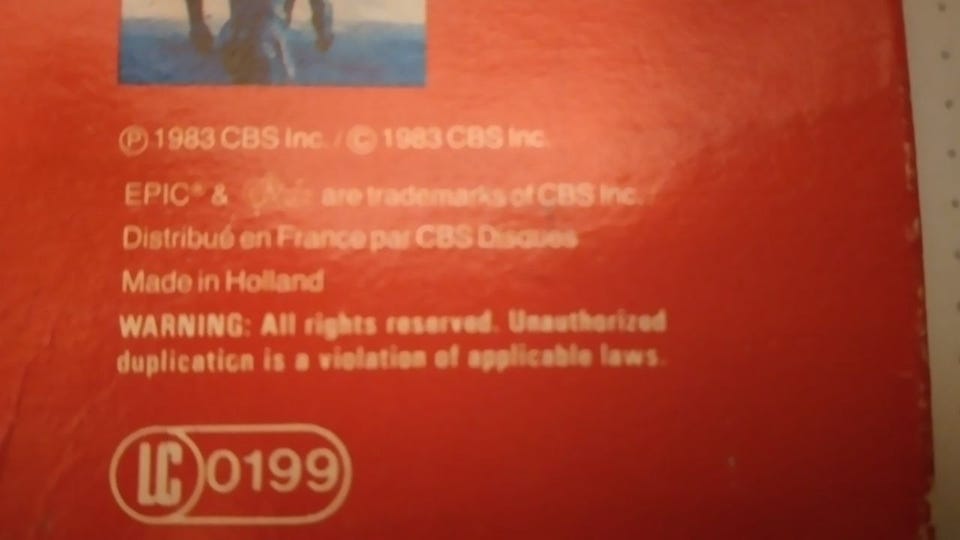 Ⓟ 1983 CBS Inc. / © 1983 CBS Inc.
EPIC® & are trademarks of CBS Inc.
Distribué en France par CBS Disques
Made in Holland
WARNING: All rights reserved. Unauthorized
duplication is a violation of applicable laws.
LC 0199